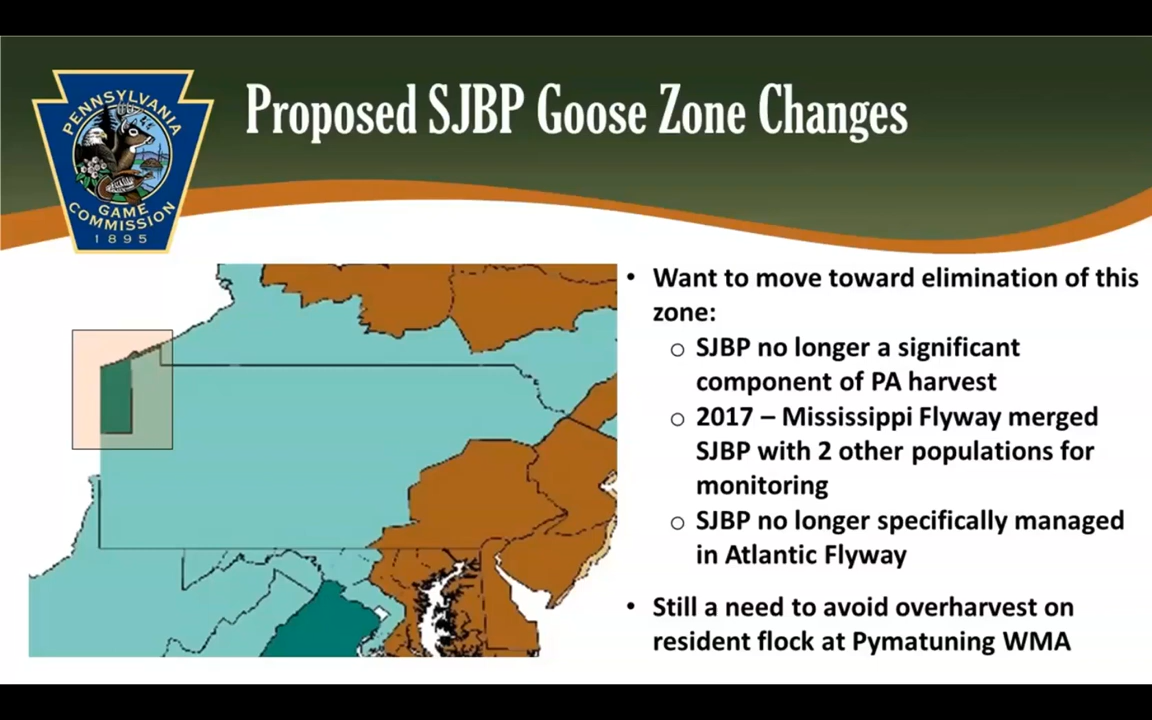 PENNSYLVANIA
GAME
COMMISSION
1895
Proposed SJBP Goose Zone Changes
• Want to move toward elimination of this
zone:
o SJBP no longer a significant
component of PA harvest
o 2017 – Mississippi Flyway merged
SJBP with 2 other populations for
monitoring
o SJBP no longer specifically managed
in Atlantic Flyway
• Still a need to avoid overharvest on
resident flock at Pymatuning WMA